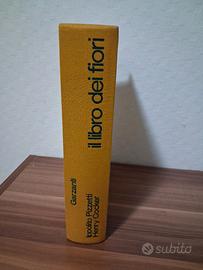 il libro dei fiori
Ippolito Pizzetti
Henry Cocker
Garzanti
subito